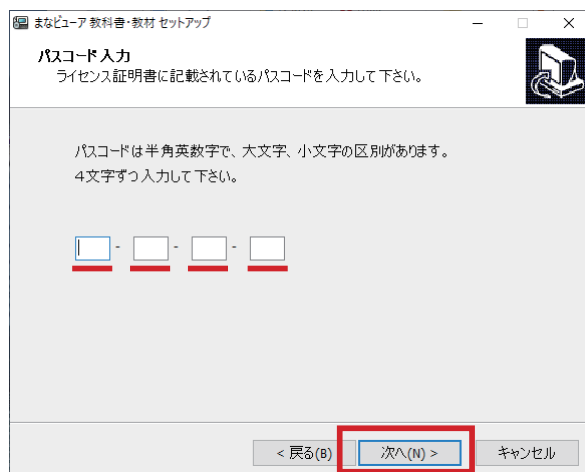 まなビューア 教科書・教材 セットアップ
パスコード入力
ライセンス証明書に記載されているパスコードを入力して下さい。
パスコードは半角英数字で、大文字、小文字の区別があります。
4文字ずつ入力して下さい。
- - -
< 戻る(B) 次へ(N) > キャンセル